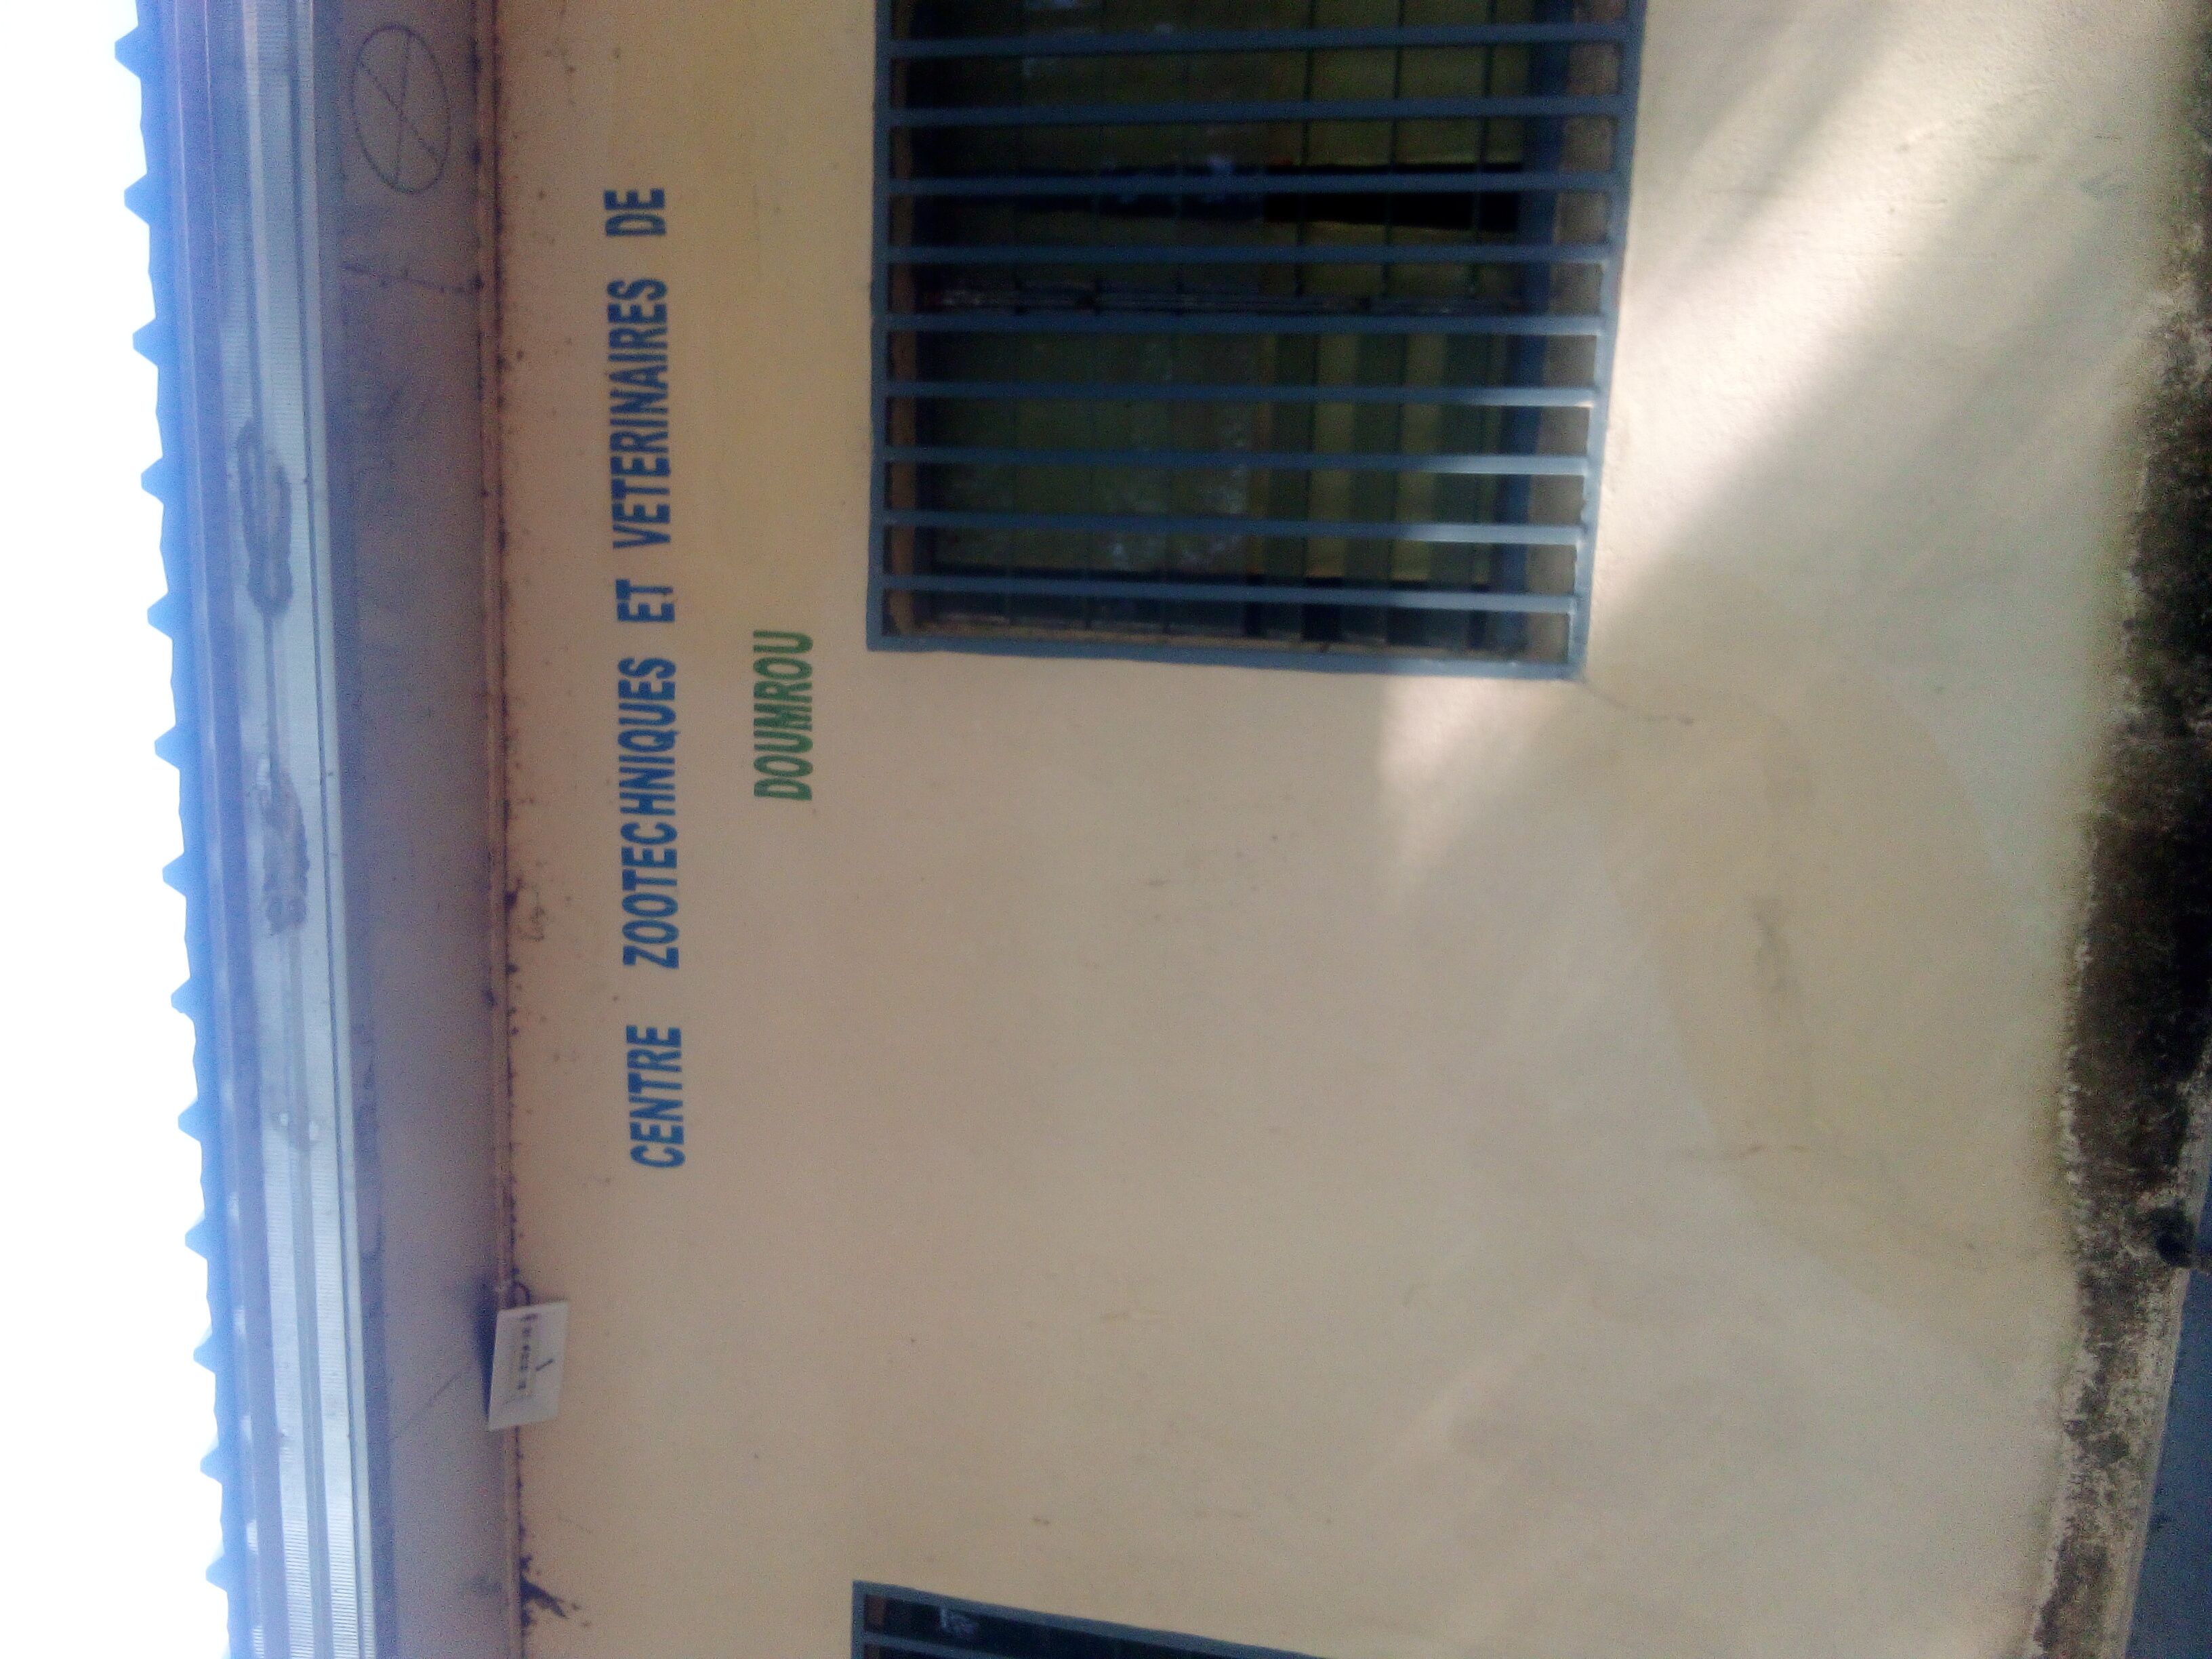 CENTRE ZOOTECHNIQUES ET VETERINAIRES DE
DOUMROU